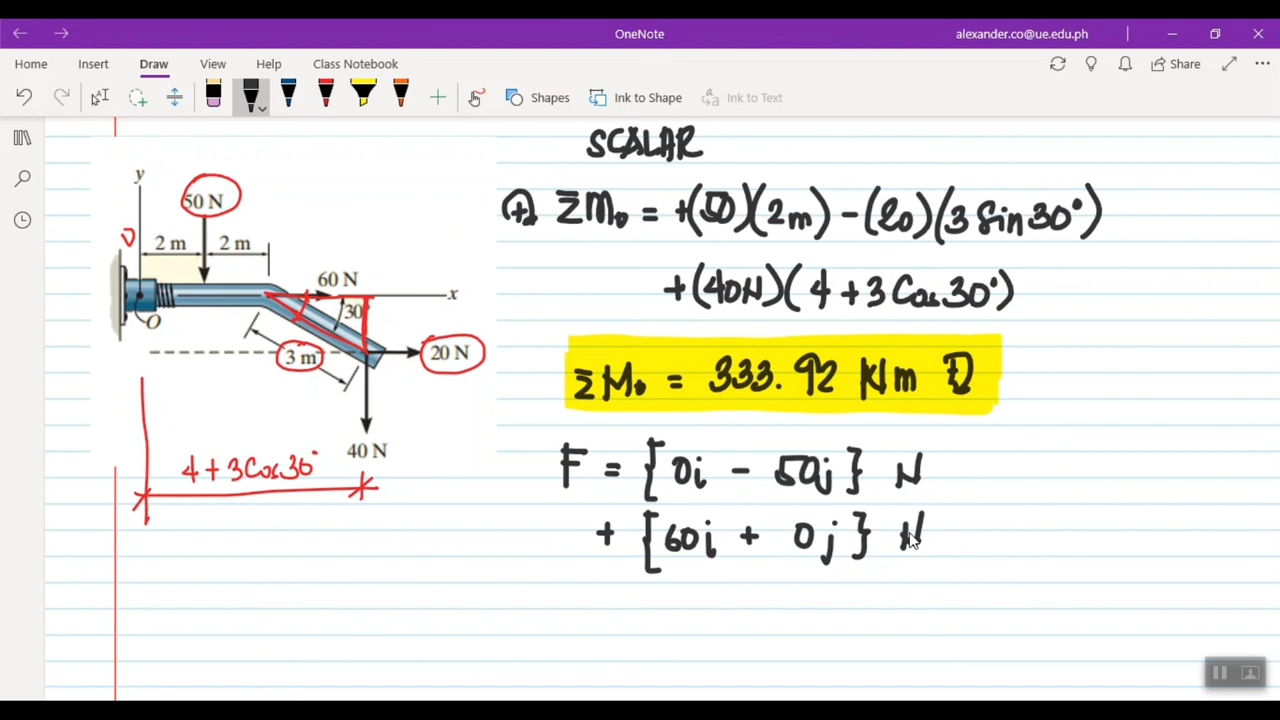 OneNote
alexander.co@ue.edu.ph
Home Insert Draw View Help Class Notebook
Share
Shapes
Ink to Shape
Ink to Text
SCALAR
+ ΣMo = +(50)(2m) - (20)(3 Sin30°)
+(40N)(4 + 3Cos30°)
ΣMo = 333.92 kNm
F = {0i - 50j} N
+ {60i + 0j} N
y
50 N
O
2 m 2 m
60 N
x
30
O
3 m
20 N
40 N
4 + 3Cos30°